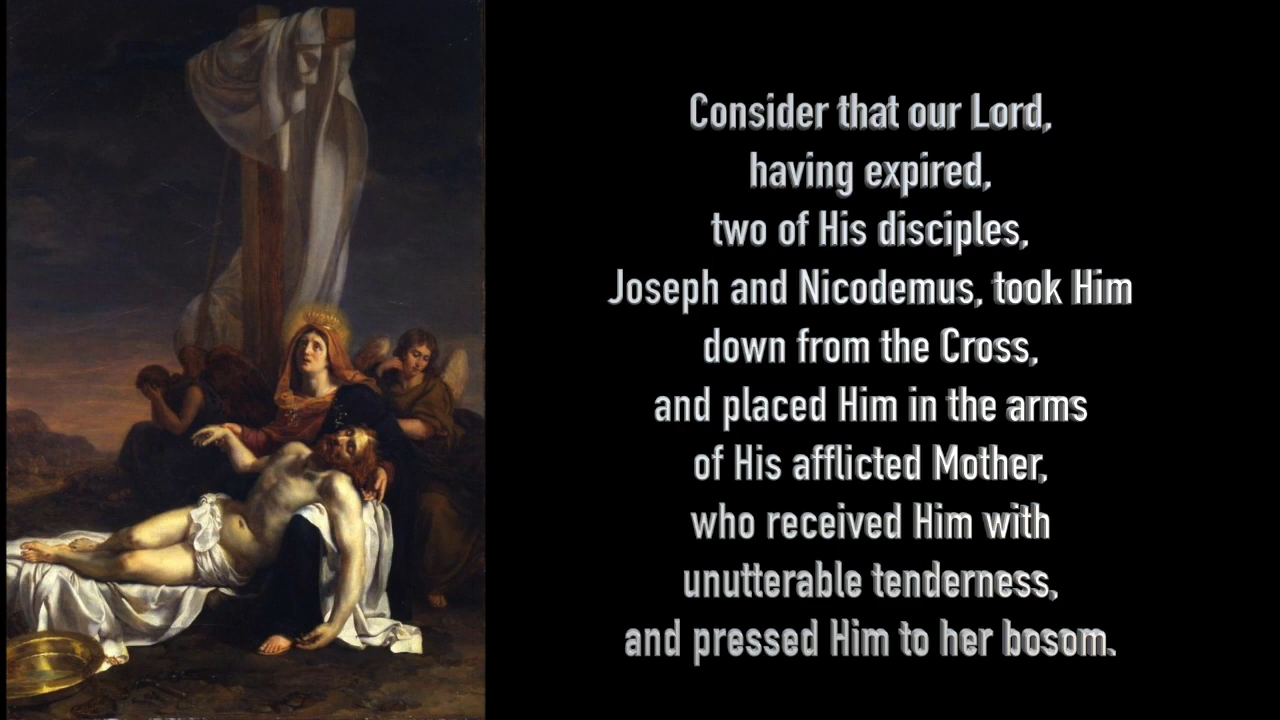 Consider that our Lord,
having expired,
two of His disciples,
Joseph and Nicodemus, took Him
down from the Cross,
and placed Him in the arms
of His afflicted Mother,
who received Him with
unutterable tenderness,
and pressed Him to her bosom.